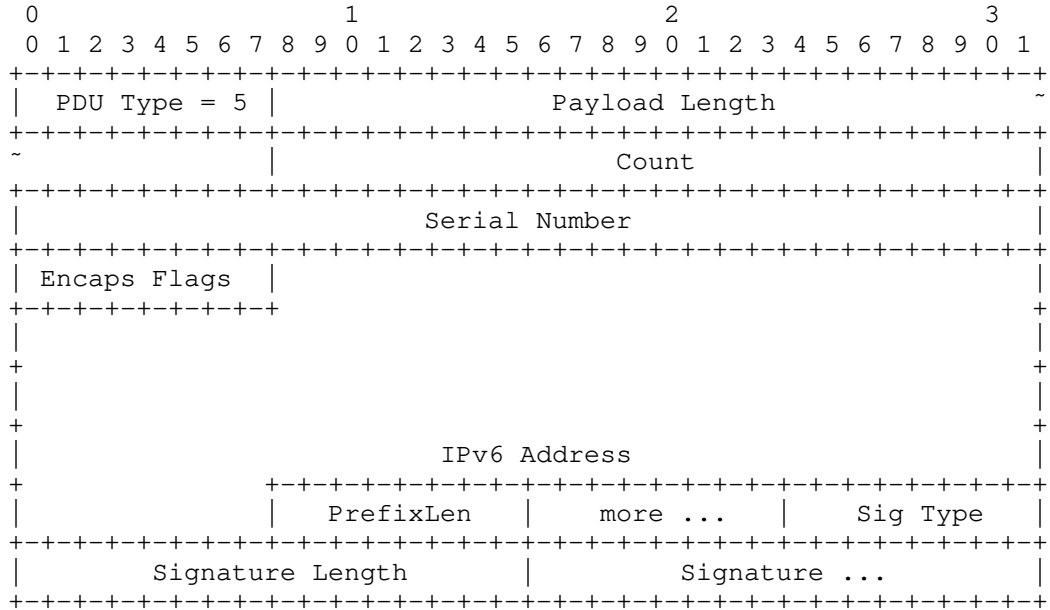 0                   1                   2                   3
 0 1 2 3 4 5 6 7 8 9 0 1 2 3 4 5 6 7 8 9 0 1 2 3 4 5 6 7 8 9 0 1
+-+-+-+-+-+-+-+-+-+-+-+-+-+-+-+-+-+-+-+-+-+-+-+-+-+-+-+-+-+-+-+-+
|  PDU Type = 5 |                 Payload Length                ~
+-+-+-+-+-+-+-+-+-+-+-+-+-+-+-+-+-+-+-+-+-+-+-+-+-+-+-+-+-+-+-+-+
~               |                     Count                     |
+-+-+-+-+-+-+-+-+-+-+-+-+-+-+-+-+-+-+-+-+-+-+-+-+-+-+-+-+-+-+-+-+
|                         Serial Number                         |
+-+-+-+-+-+-+-+-+-+-+-+-+-+-+-+-+-+-+-+-+-+-+-+-+-+-+-+-+-+-+-+-+
| Encaps Flags  |                                               |
+-+-+-+-+-+-+-+-+                                               +
|                                                               |
+                                                               +
|                                                               |
+                                                               +
|                          IPv6 Address                         |
+               +-+-+-+-+-+-+-+-+-+-+-+-+-+-+-+-+-+-+-+-+-+-+-+-+
|               |   PrefixLen   |    more ...   |    Sig Type   |
+-+-+-+-+-+-+-+-+-+-+-+-+-+-+-+-+-+-+-+-+-+-+-+-+-+-+-+-+-+-+-+-+
|        Signature Length       |         Signature ...         |
+-+-+-+-+-+-+-+-+-+-+-+-+-+-+-+-+-+-+-+-+-+-+-+-+-+-+-+-+-+-+-+-+